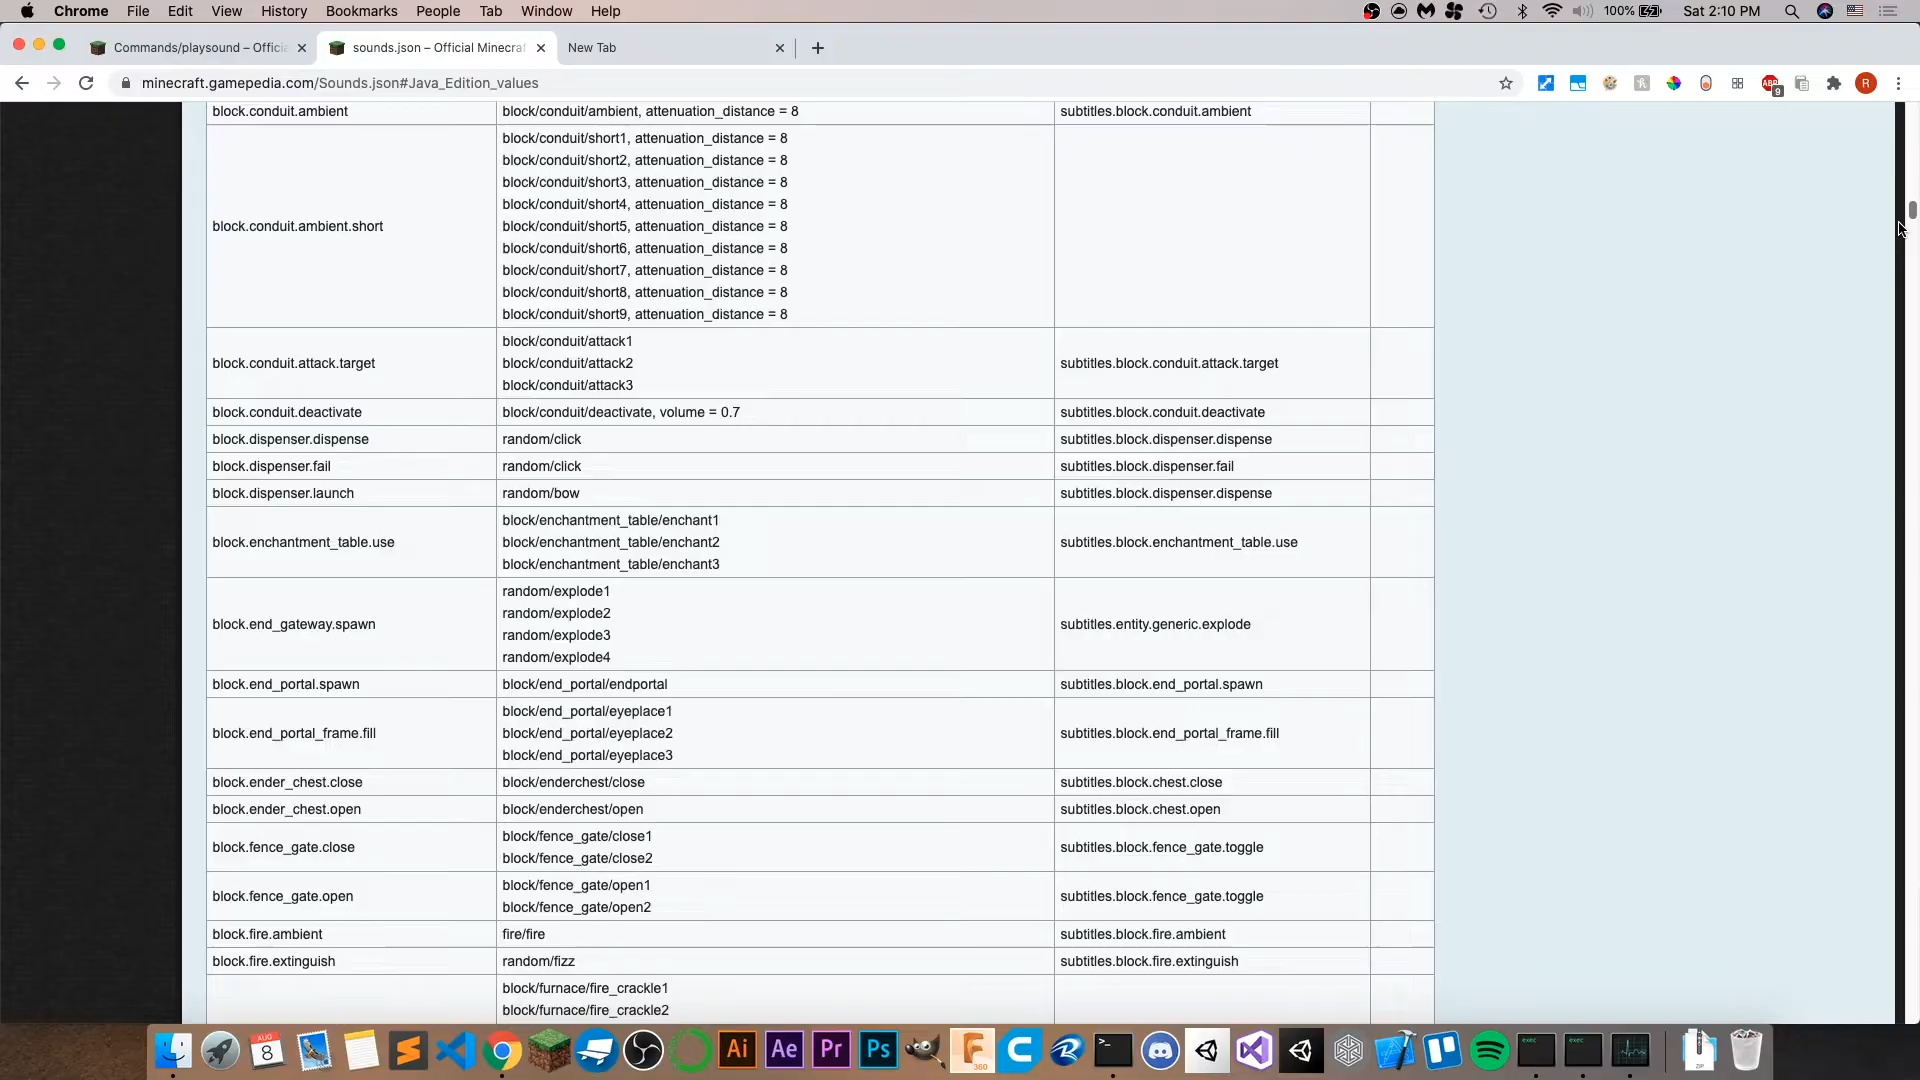 Chrome File Edit View History Bookmarks People Tab Window Help 100% Sat 2:10 PM
Commands/playsound – Officia sounds.json – Official Minecraf New Tab
minecraft.gamepedia.com/Sounds.json#Java_Edition_values ABP 9 R
block.conduit.ambient block/conduit/ambient, attenuation_distance = 8 subtitles.block.conduit.ambient
block/conduit/short1, attenuation_distance = 8
block/conduit/short2, attenuation_distance = 8
block/conduit/short3, attenuation_distance = 8
block/conduit/short4, attenuation_distance = 8
block.conduit.ambient.short block/conduit/short5, attenuation_distance = 8
block/conduit/short6, attenuation_distance = 8
block/conduit/short7, attenuation_distance = 8
block/conduit/short8, attenuation_distance = 8
block/conduit/short9, attenuation_distance = 8
block/conduit/attack1
block.conduit.attack.target block/conduit/attack2 subtitles.block.conduit.attack.target
block/conduit/attack3
block.conduit.deactivate block/conduit/deactivate, volume = 0.7 subtitles.block.conduit.deactivate
block.dispenser.dispense random/click subtitles.block.dispenser.dispense
block.dispenser.fail random/click subtitles.block.dispenser.fail
block.dispenser.launch random/bow subtitles.block.dispenser.dispense
block/enchantment_table/enchant1
block.enchantment_table.use block/enchantment_table/enchant2 subtitles.block.enchantment_table.use
block/enchantment_table/enchant3
random/explode1
random/explode2
block.end_gateway.spawn subtitles.entity.generic.explode
random/explode3
random/explode4
block.end_portal.spawn block/end_portal/endportal subtitles.block.end_portal.spawn
block/end_portal/eyeplace1
block.end_portal_frame.fill block/end_portal/eyeplace2 subtitles.block.end_portal_frame.fill
block/end_portal/eyeplace3
block.ender_chest.close block/enderchest/close subtitles.block.chest.close
block.ender_chest.open block/enderchest/open subtitles.block.chest.open
block/fence_gate/close1
block.fence_gate.close subtitles.block.fence_gate.toggle
block/fence_gate/close2
block/fence_gate/open1
block.fence_gate.open subtitles.block.fence_gate.toggle
block/fence_gate/open2
block.fire.ambient fire/fire subtitles.block.fire.ambient
block.fire.extinguish random/fizz subtitles.block.fire.extinguish
block/furnace/fire_crackle1
block/furnace/fire_crackle2
AUG 8 Ai Ae Pr Ps F 360 exec exec ZIP